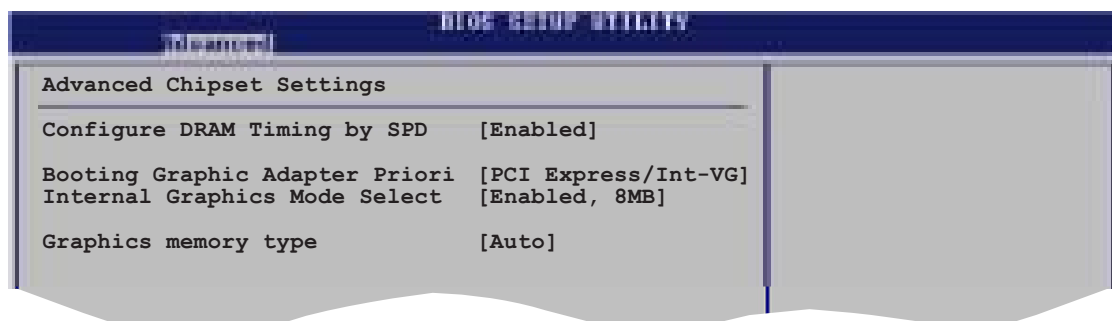 BIOS SETUP UTILITY
Advanced
Advanced Chipset Settings
Configure DRAM Timing by SPD [Enabled]
Booting Graphic Adapter Priori [PCI Express/Int-VG]
Internal Graphics Mode Select [Enabled, 8MB]
Graphics memory type [Auto]